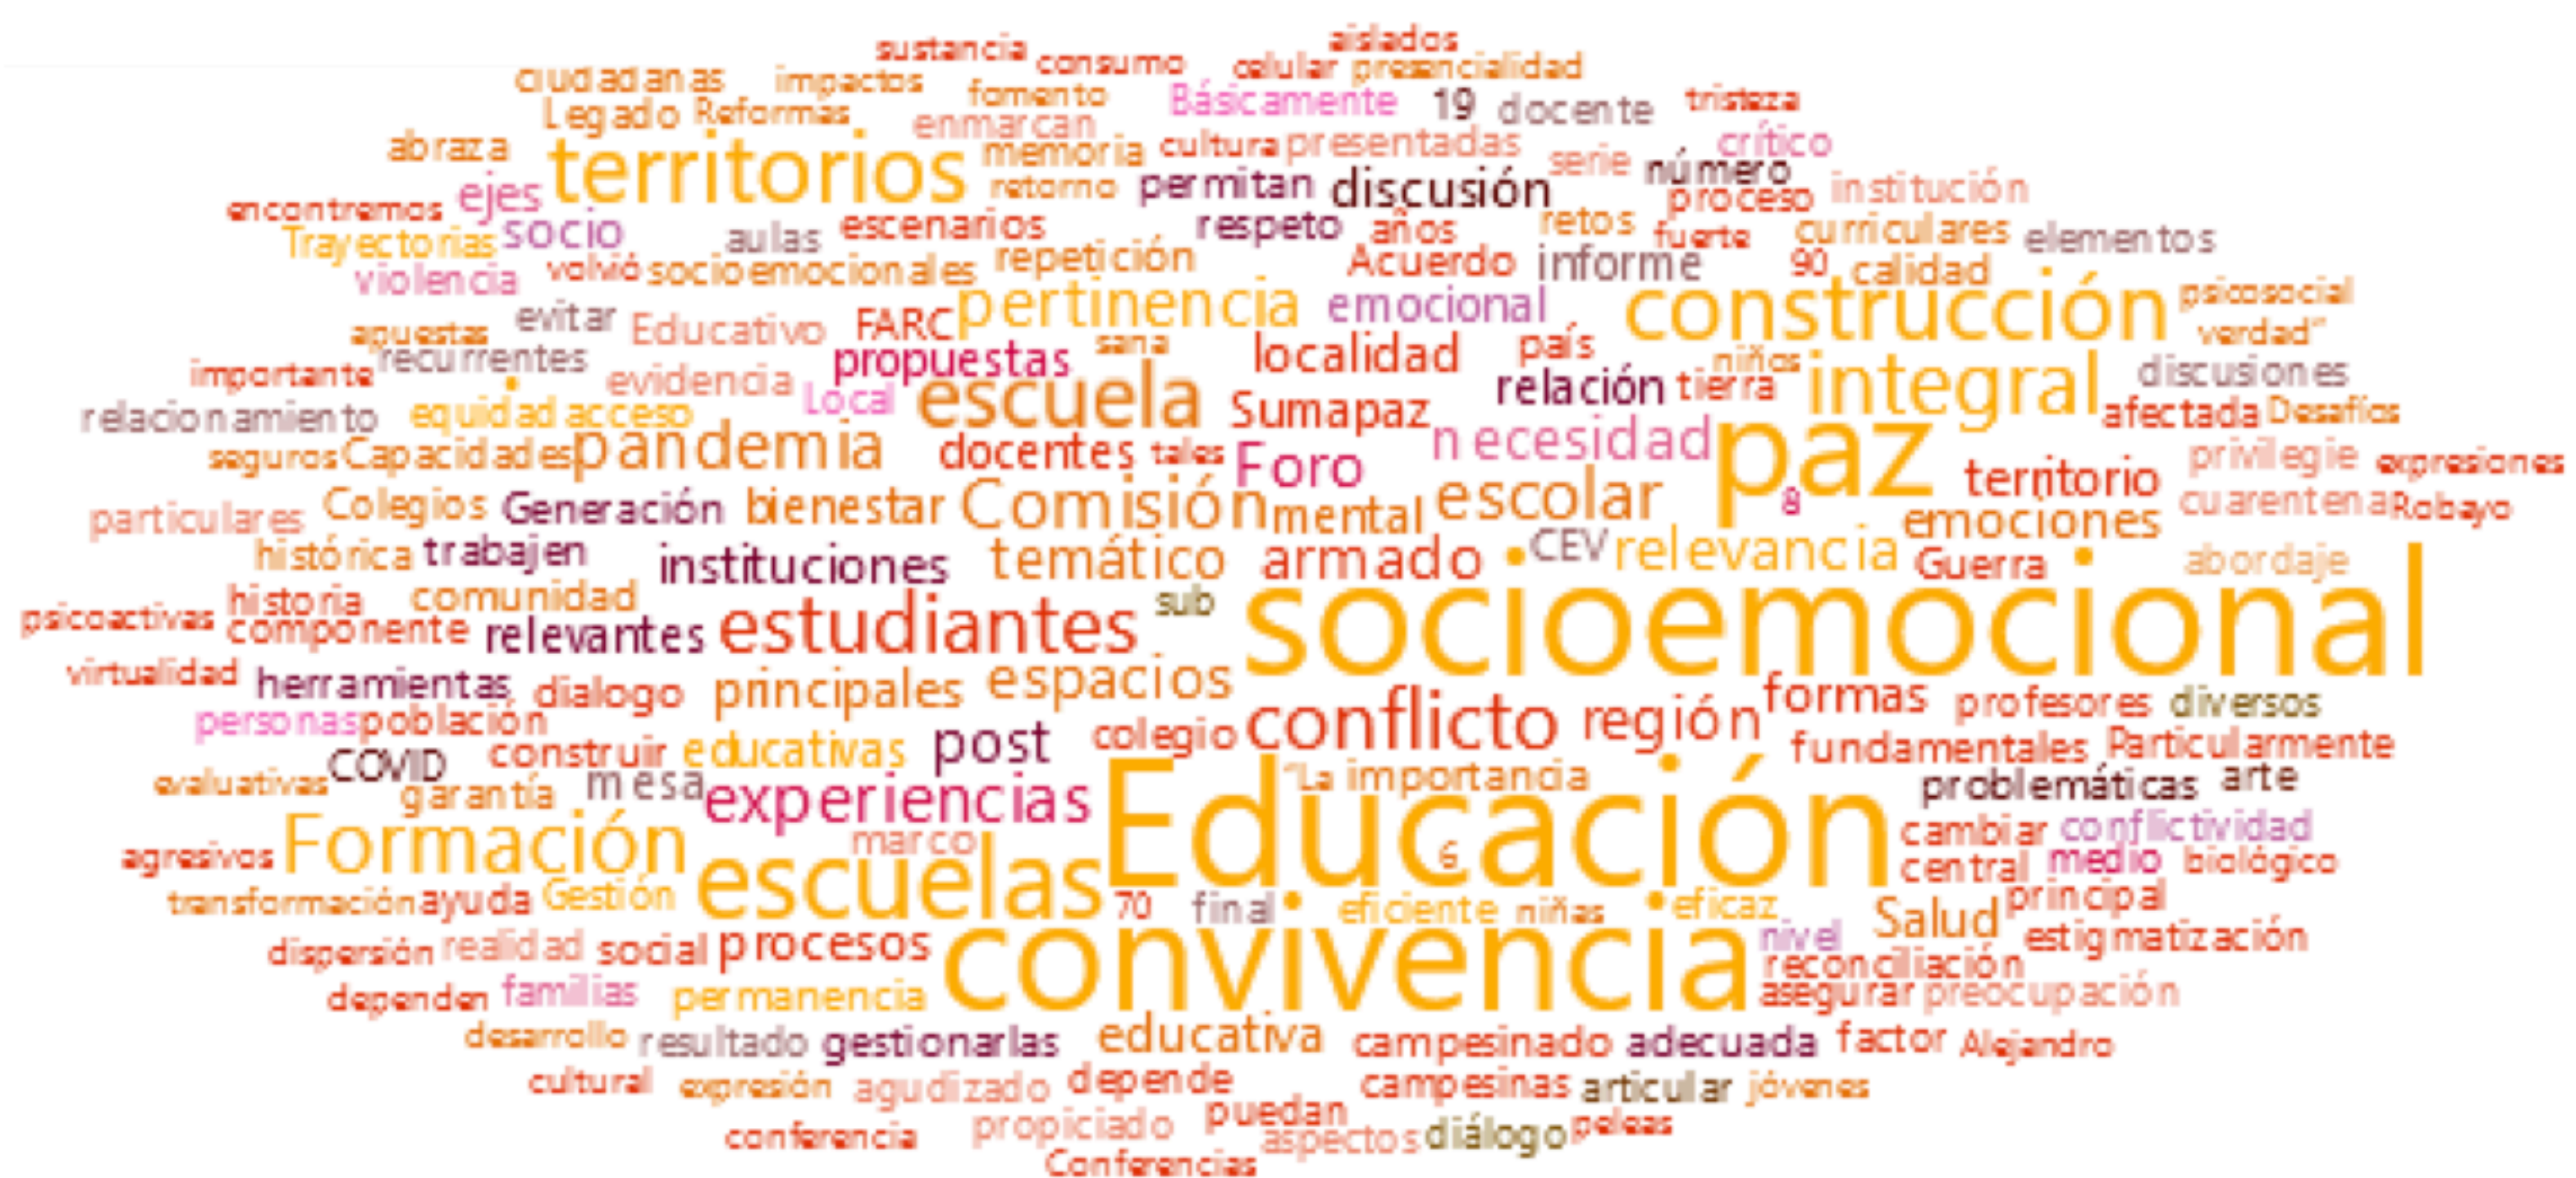 sustancia consumo aislados
celular presencialidad
ciudadanas impactos fomento Básicamente 19 docente tristeza
Legado Reformas enmarcan crítico
abraza territorios memoria cultura presentadas serie número
ejes retorno permitan discusión proceso institución
encontremos socio aulas escenarios respeto años retos fuerte curriculares elementos
Trayectorias
violencia volvió socioemocionales repetición Acuerdo informe 90 calidad
apuestas evitar Educativo FARC pertinencia emocional construcción psicosocial
verdad"
recurrentes propuestas sana localidad país niños discusiones
importante evidencia Local escuela relación tierra integral
relacionamiento equidad acceso Sumapaz afectada Desafíos
seguros Capacidades pandemia docentes tales Foro necesidad paz privilegie expresiones
territorio
particulares Colegios Generación bienestar Comisión mental escolar 8 emociones cuarentena Robayo
histórica trabajen instituciones temático armado CEV relevancia Guerra abordaje
psicoactivas historia comunidad estudiantes sub socioemocional
componente relevantes
virtualidad herramientas dialogo principales espacios formas profesores diversos
personas población colegio conflicto región
COVID construir educativas post fundamentales Particularmente
evaluativas garantía mesa experiencias "La importancia problemáticas arte
Formación marco Educación cambiar conflictividad
agresivos escuelas 6 central medio biológico
transformación ayuda Gestión 70 final eficiente niñas eficaz Salud principal
dispersión realidad social procesos convivencia nivel estigmatización
reconciliación
dependen familias permanencia asegurar preocupación
desarrollo resultado gestionarlas educativa campesinado adecuada factor Alejandro
cultural expresión agudizado depende campesinas articular jóvenes
conferencia propiciado puedan aspectos diálogo peleas
Conferencias